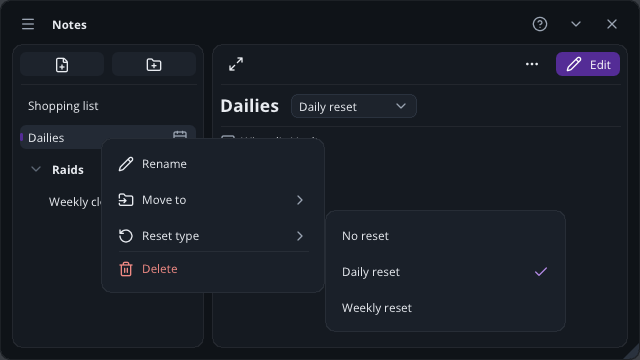 Notes
Edit
Shopping list
Dailies
Raids
Weekly
Dailies
Daily reset
Rename
Move to
Reset type
Delete
No reset
Daily reset
Weekly reset